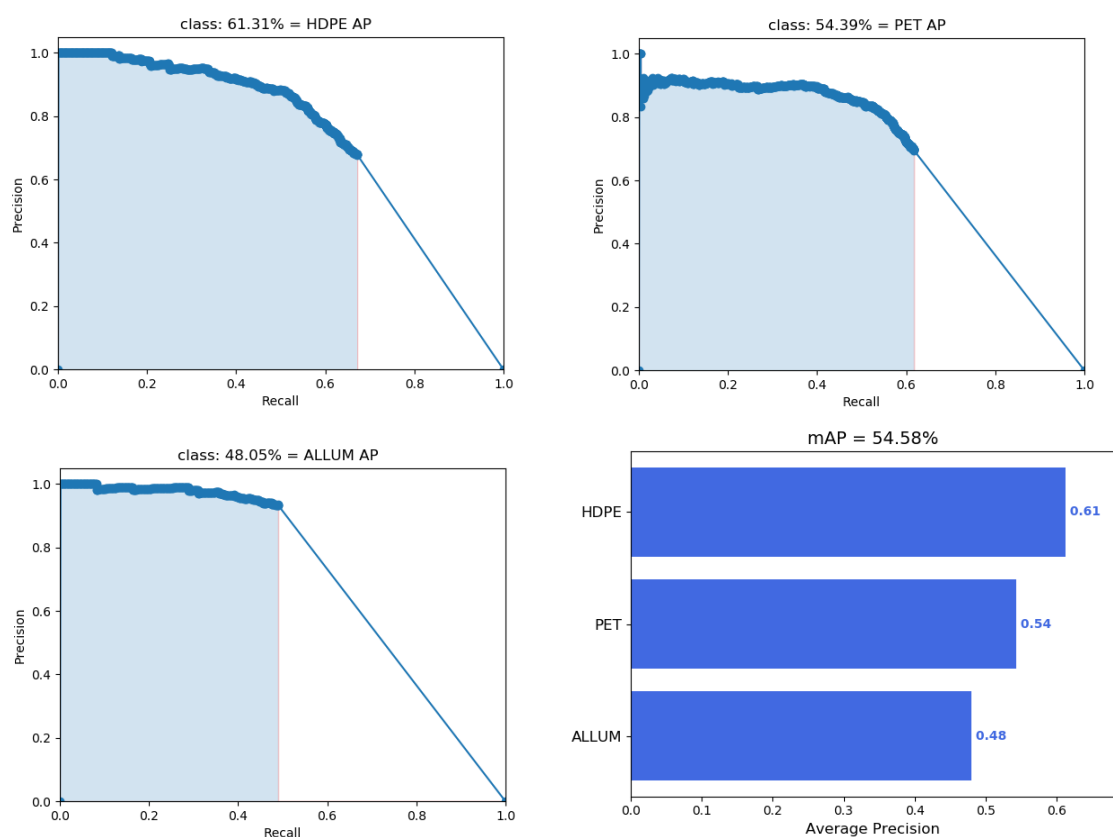 class: 61.31% = HDPE AP
1.0
0.8
0.6
0.4
0.2
0.0
Precision
0.0 0.2 0.4 0.6 0.8 1.0
Recall
class: 54.39% = PET AP
1.0
0.8
0.6
0.4
0.2
0.0
Precision
0.0 0.2 0.4 0.6 0.8 1.0
Recall
class: 48.05% = ALLUM AP
1.0
0.8
0.6
0.4
0.2
0.0
Precision
0.0 0.2 0.4 0.6 0.8 1.0
Recall
mAP = 54.58%
HDPE 0.61
PET 0.54
ALLUM 0.48
0.0 0.1 0.2 0.3 0.4 0.5 0.6
Average Precision